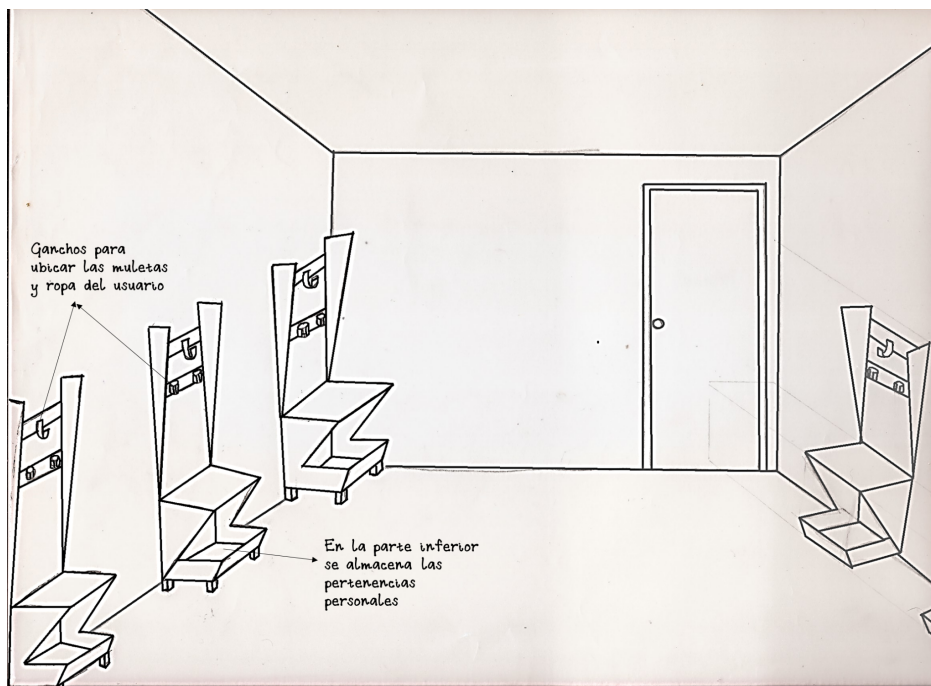 Ganchos para
ubicar las muletas
y ropa del usuario
En la parte inferior
se almacena las
pertenencias
personales